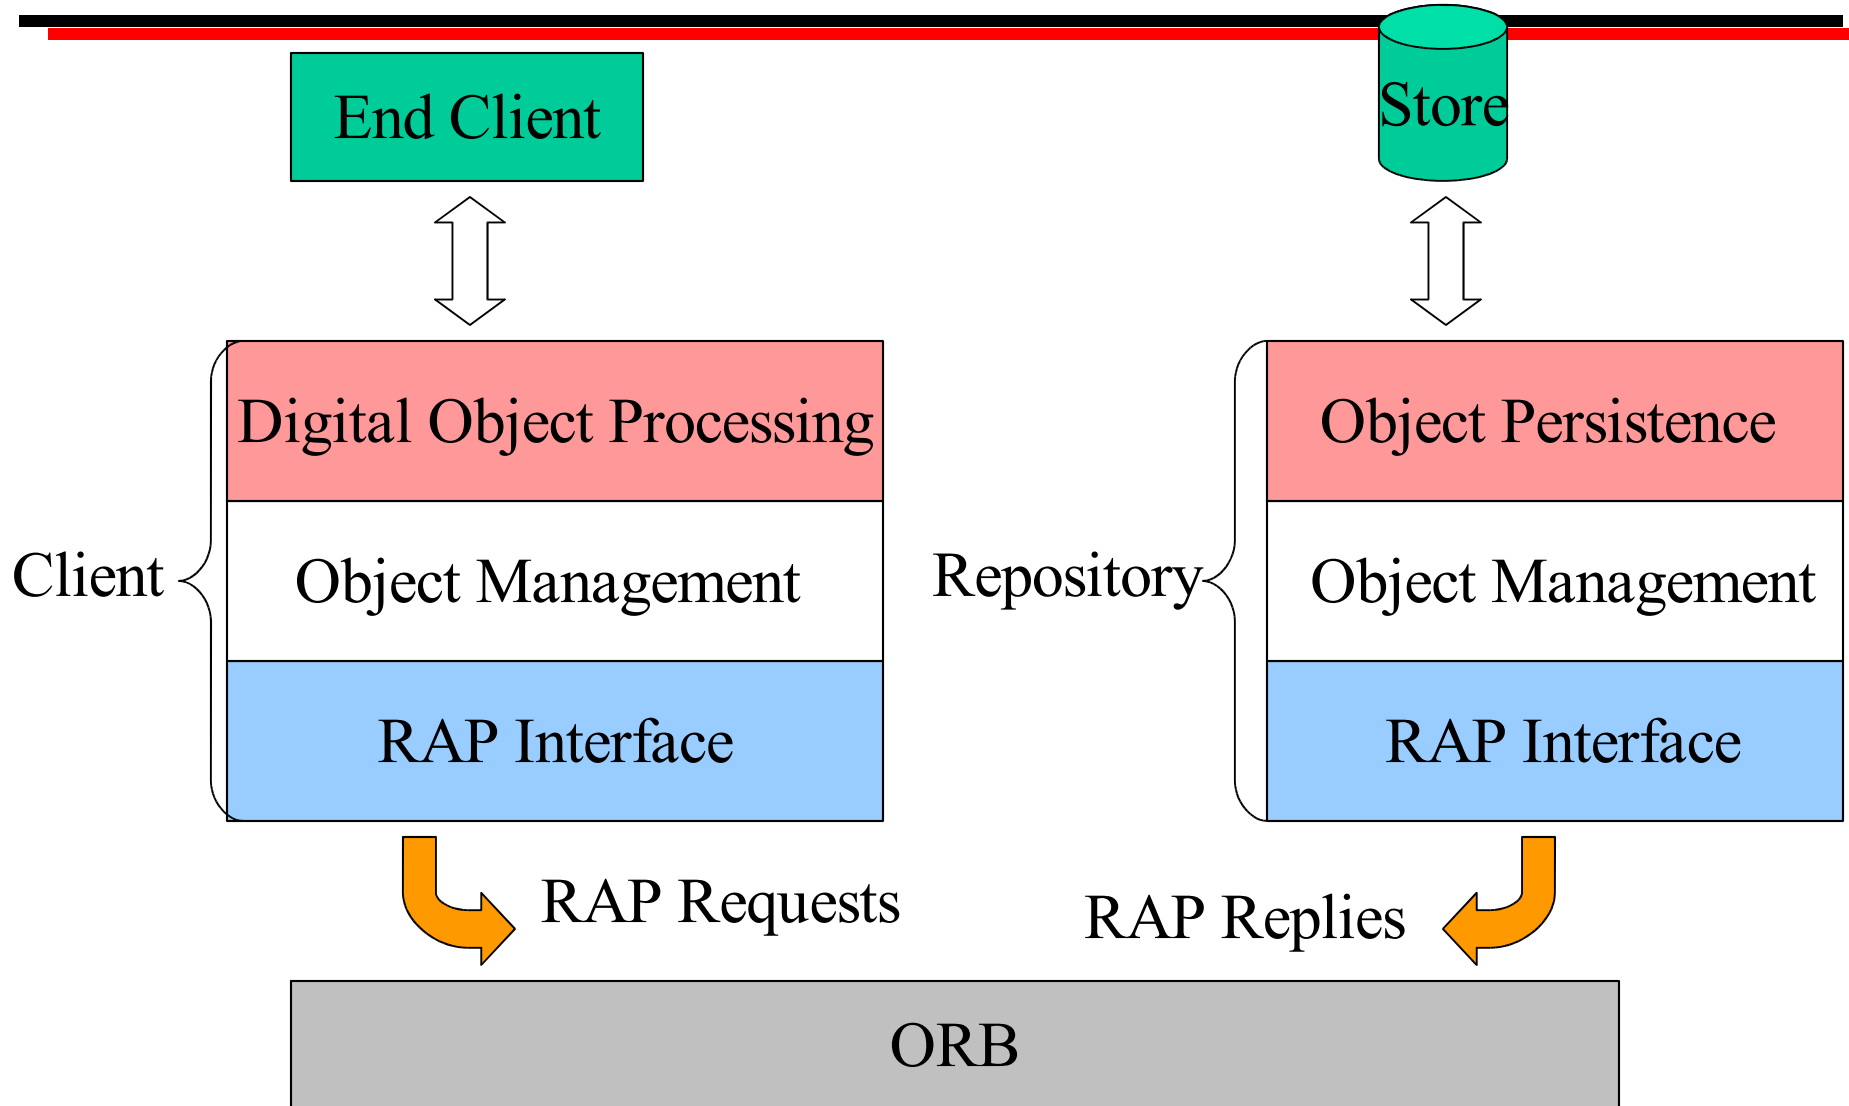 End Client
Store
Digital Object Processing
Object Persistence
Client
Object Management
Repository
Object Management
RAP Interface
RAP Interface
RAP Requests
RAP Replies
ORB